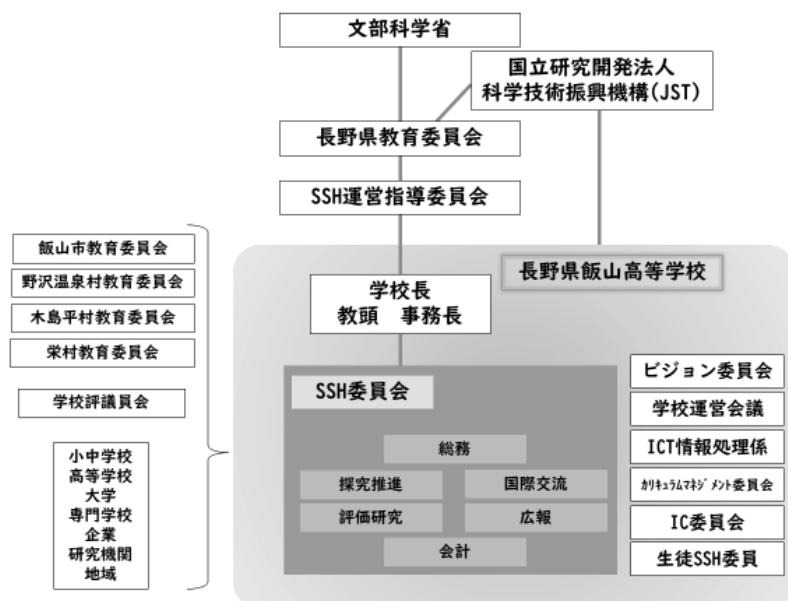 文部科学省
国立研究開発法人
科学技術振興機構(JST)
長野県教育委員会
SSH運営指導委員会
飯山市教育委員会
野沢温泉村教育委員会
木島平村教育委員会
栄村教育委員会
学校評議員会
小中学校
高等学校
大学
専門学校
企業
研究機関
地域
長野県飯山高等学校
学校長
教頭 事務長
SSH委員会
総務
探究推進
国際交流
評価研究
広報
会計
ビジョン委員会
学校運営会議
ICT情報処理係
カリキュラムマネジメント委員会
IC委員会
生徒SSH委員